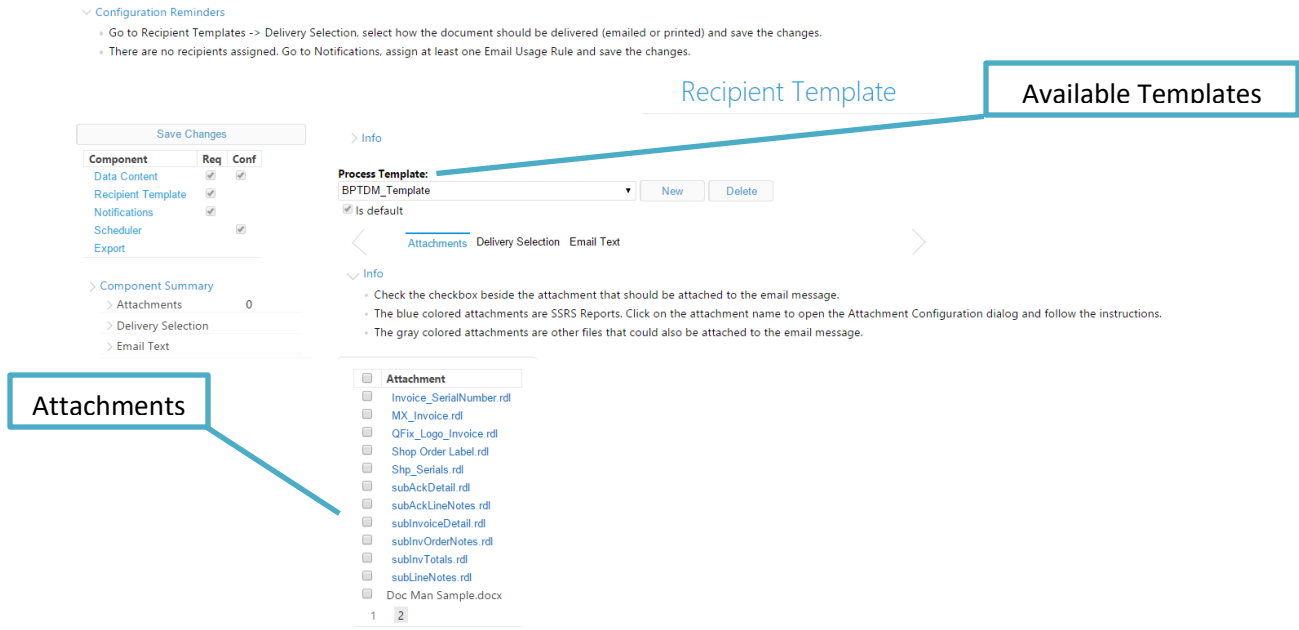 Configuration Reminders
Go to Recipient Templates -> Delivery Selection, select how the document should be delivered (emailed or printed) and save the changes.
There are no recipients assigned. Go to Notifications, assign at least one Email Usage Rule and save the changes.
Recipient Template
Available Templates
Save Changes
Component Req Conf
Data Content
Recipient Template
Notifications
Scheduler
Export
Component Summary
Attachments 0
Delivery Selection
Email Text
Info
Process Template:
BPTDM_Template
New Delete
Is default
Attachments Delivery Selection Email Text
Info
Check the checkbox beside the attachment that should be attached to the email message.
The blue colored attachments are SSRS Reports. Click on the attachment name to open the Attachment Configuration dialog and follow the instructions.
The gray colored attachments are other files that could also be attached to the email message.
Attachments
Attachment
Invoice_SerialNumber.rdl
MX_Invoice.rdl
QFix_Logo_Invoice.rdl
Shop Order Label.rdl
Shp_Serials.rdl
subAckDetail.rdl
subAckLineNotes.rdl
subInvoiceDetail.rdl
subInvOrderNotes.rdl
subInvTotals.rdl
subLineNotes.rdl
Doc Man Sample.docx
1 2